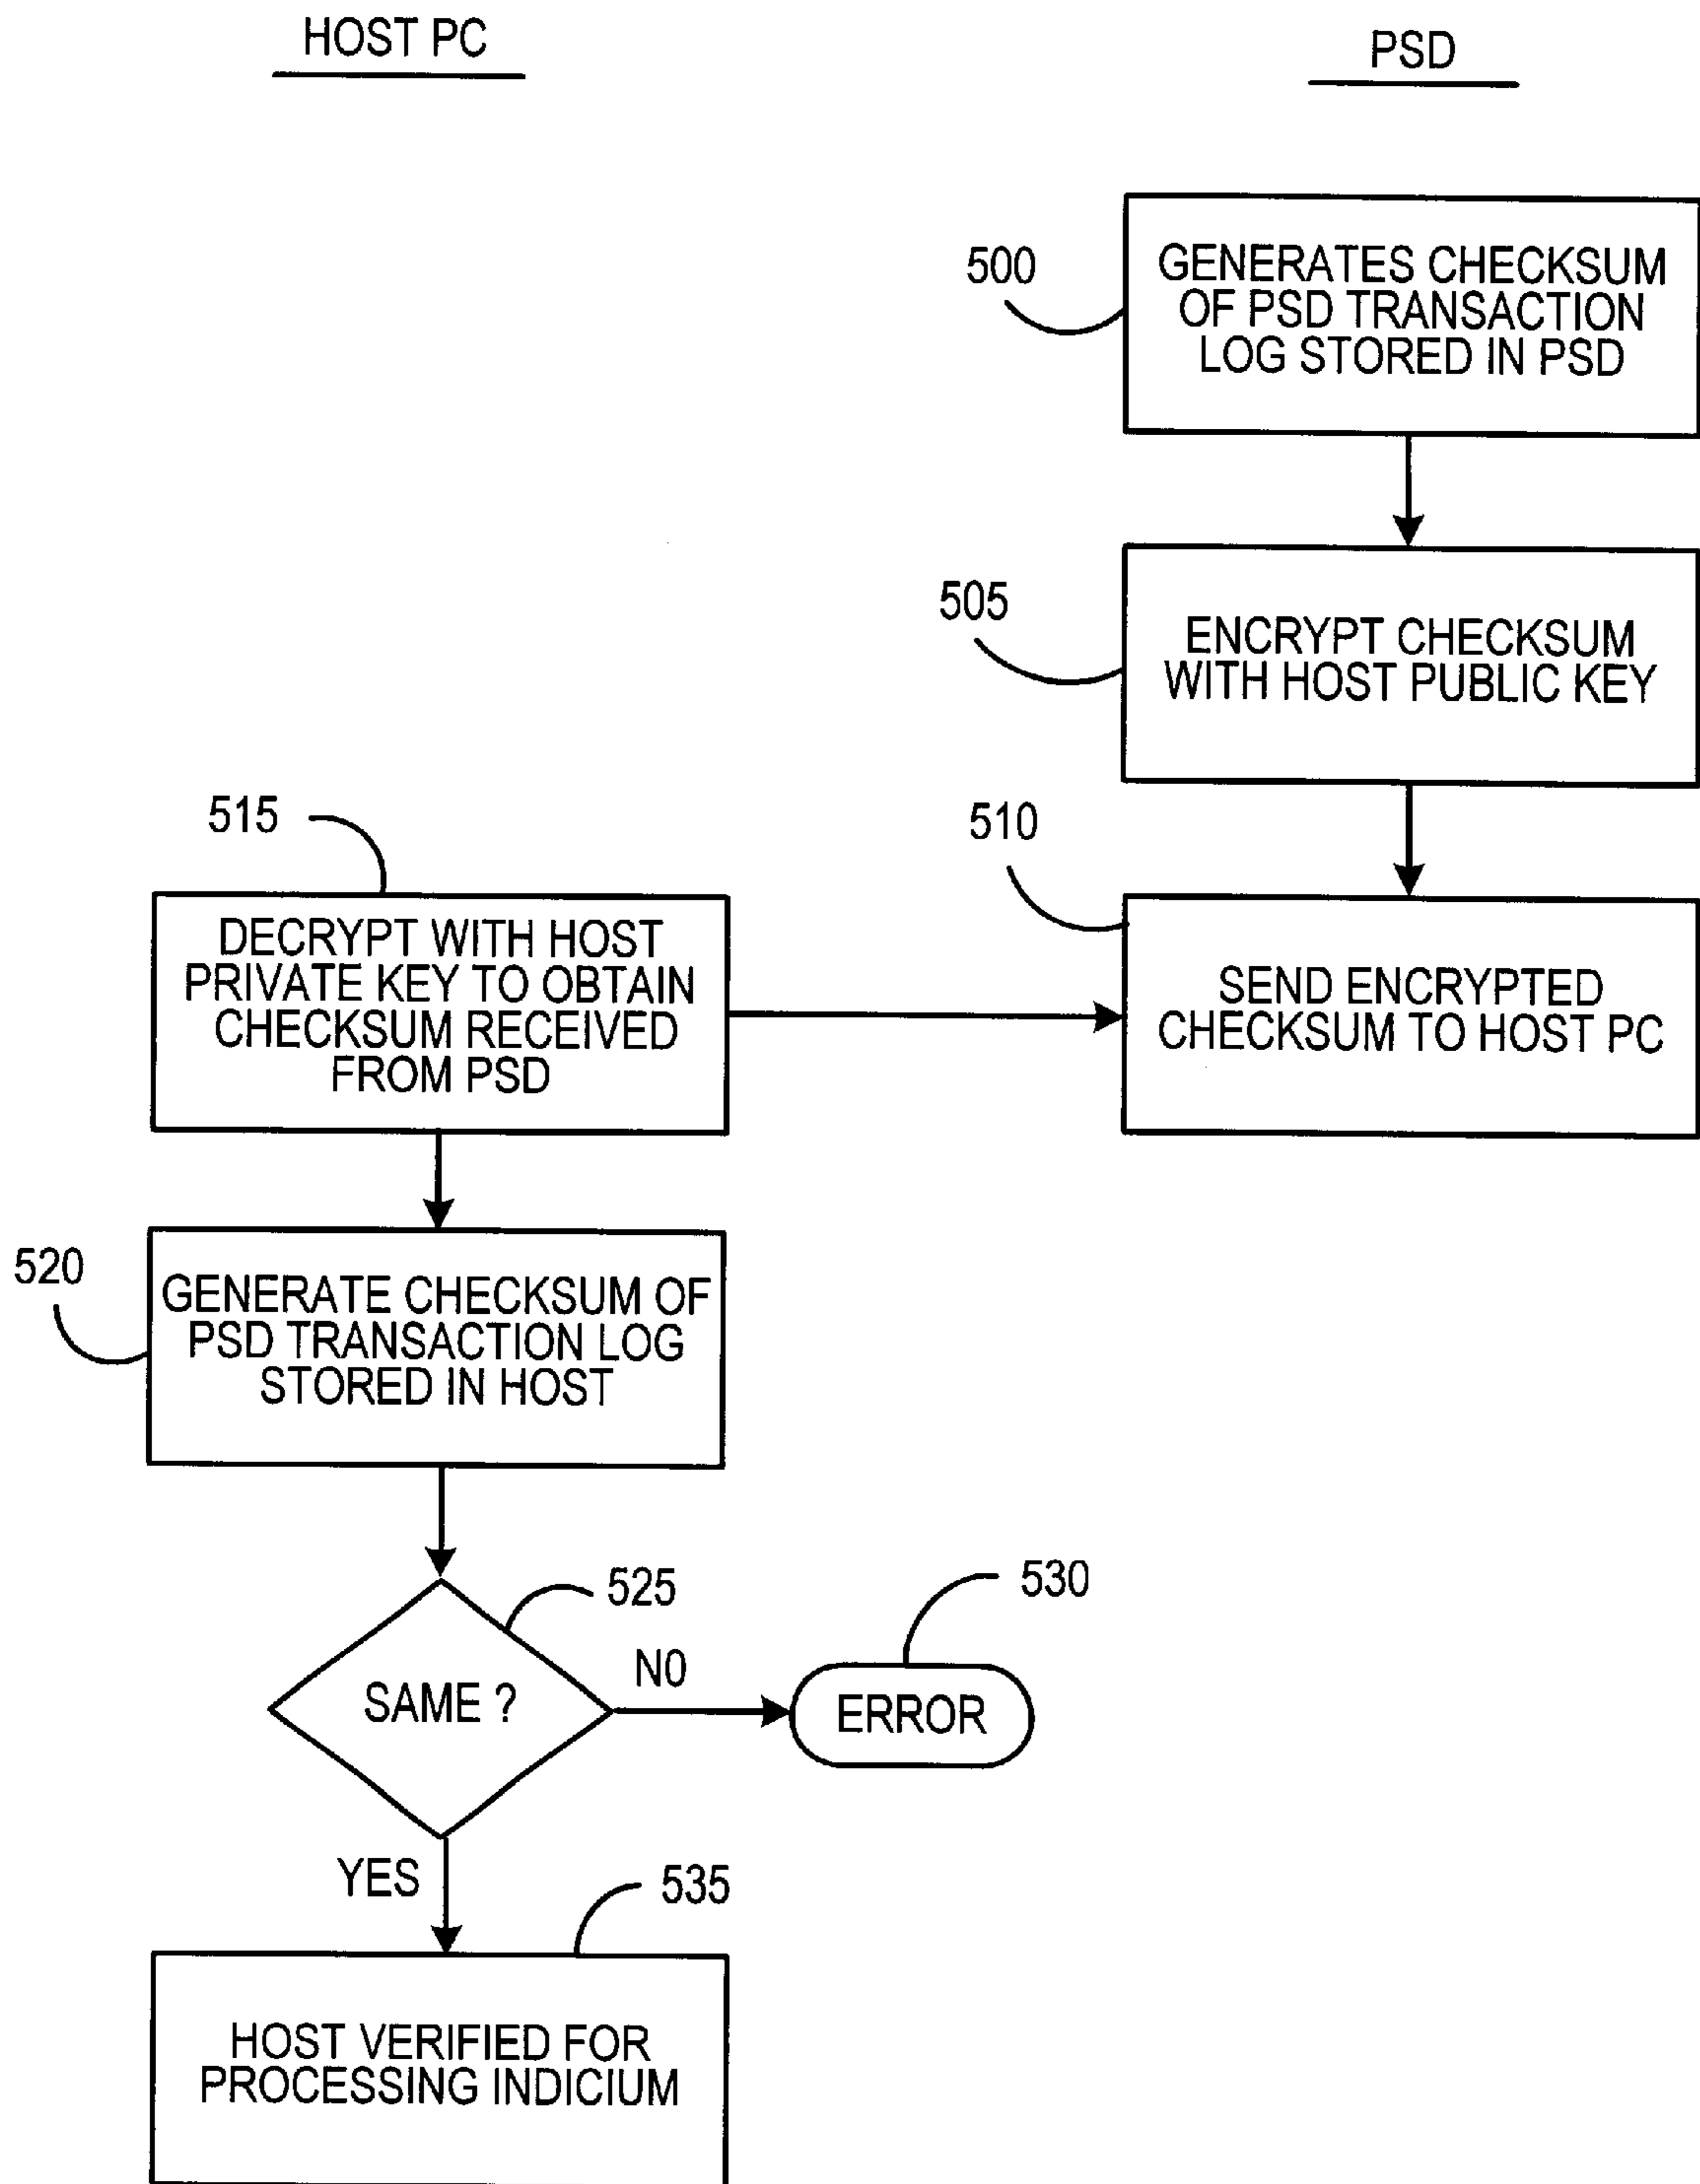 HOST PC
PSD
500
GENERATES CHECKSUM
OF PSD TRANSACTION
LOG STORED IN PSD
505
ENCRYPT CHECKSUM
WITH HOST PUBLIC KEY
515
510
DECRYPT WITH HOST
PRIVATE KEY TO OBTAIN
CHECKSUM RECEIVED
FROM PSD
SEND ENCRYPTED
CHECKSUM TO HOST PC
520
GENERATE CHECKSUM OF
PSD TRANSACTION LOG
STORED IN HOST
525
530
SAME ?
NO
ERROR
YES
535
HOST VERIFIED FOR
PROCESSING INDICIUM